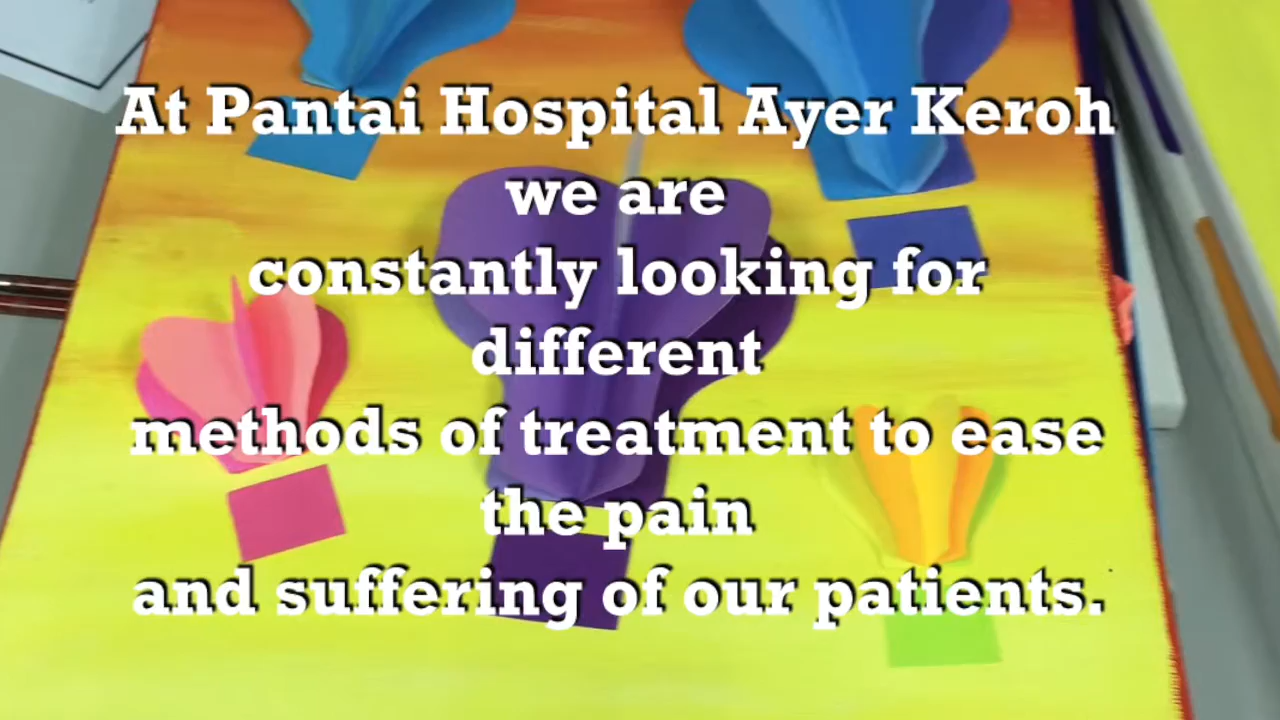 At Pantai Hospital Ayer Keroh
we are
constantly looking for
different
methods of treatment to ease
the pain
and suffering of our patients.